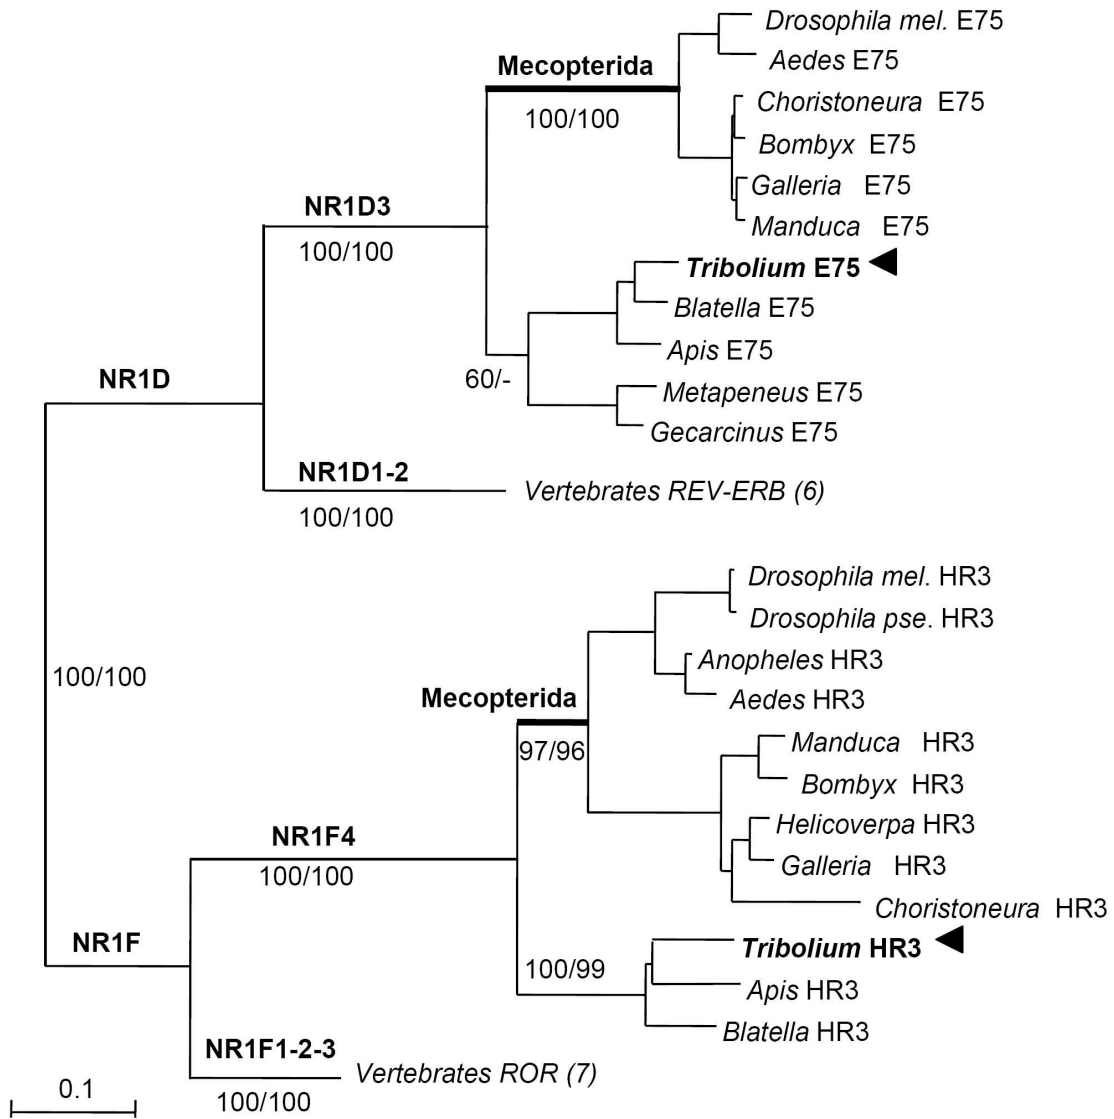 Drosophila mel. E75
Aedes E75
Mecopterida
100/100
Choristoneura E75
Bombyx E75
Galleria E75
Manduca E75
NR1D3
100/100
Tribolium E75
Blatella E75
Apis E75
NR1D
60/-
Metapeneus E75
Gecarcinus E75
NR1D1-2
100/100
Vertebrates REV-ERB (6)
Drosophila mel. HR3
Drosophila pse. HR3
100/100
Anopheles HR3
Aedes HR3
Mecopterida
97/96
Manduca HR3
Bombyx HR3
Helicoverpa HR3
Galleria HR3
NR1F4
100/100
Choristoneura HR3
NR1F
Tribolium HR3
100/99
Apis HR3
Blatella HR3
NR1F1-2-3
100/100
Vertebrates ROR (7)
0.1